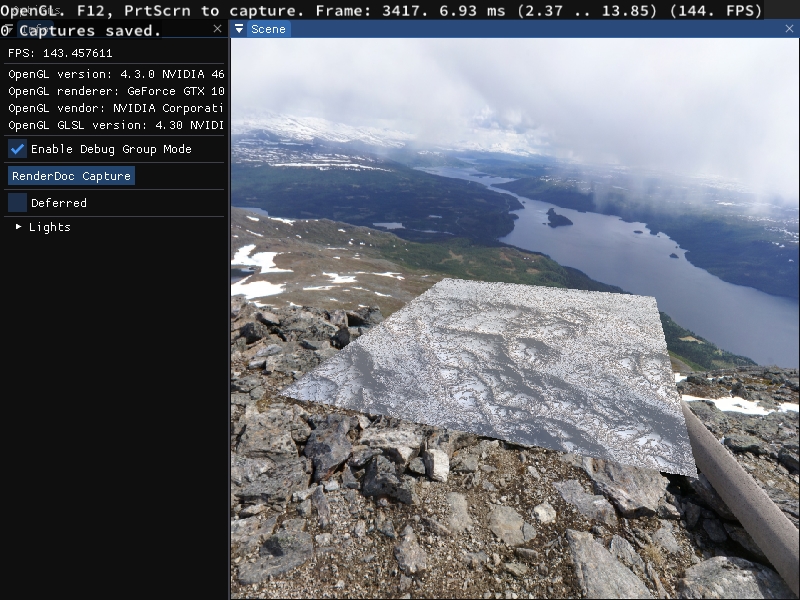 OpenGL. F12, PrtScrn to capture. Frame: 3417. 6.93 ms (2.37 .. 13.85) (144. FPS)
0 Captures saved.
Scene
FPS: 143.457611
OpenGL version: 4.3.0 NVIDIA 46
OpenGL renderer: GeForce GTX 10
OpenGL vendor: NVIDIA Corporati
OpenGL GLSL version: 4.30 NVIDI
Enable Debug Group Mode
RenderDoc Capture
Deferred
Lights